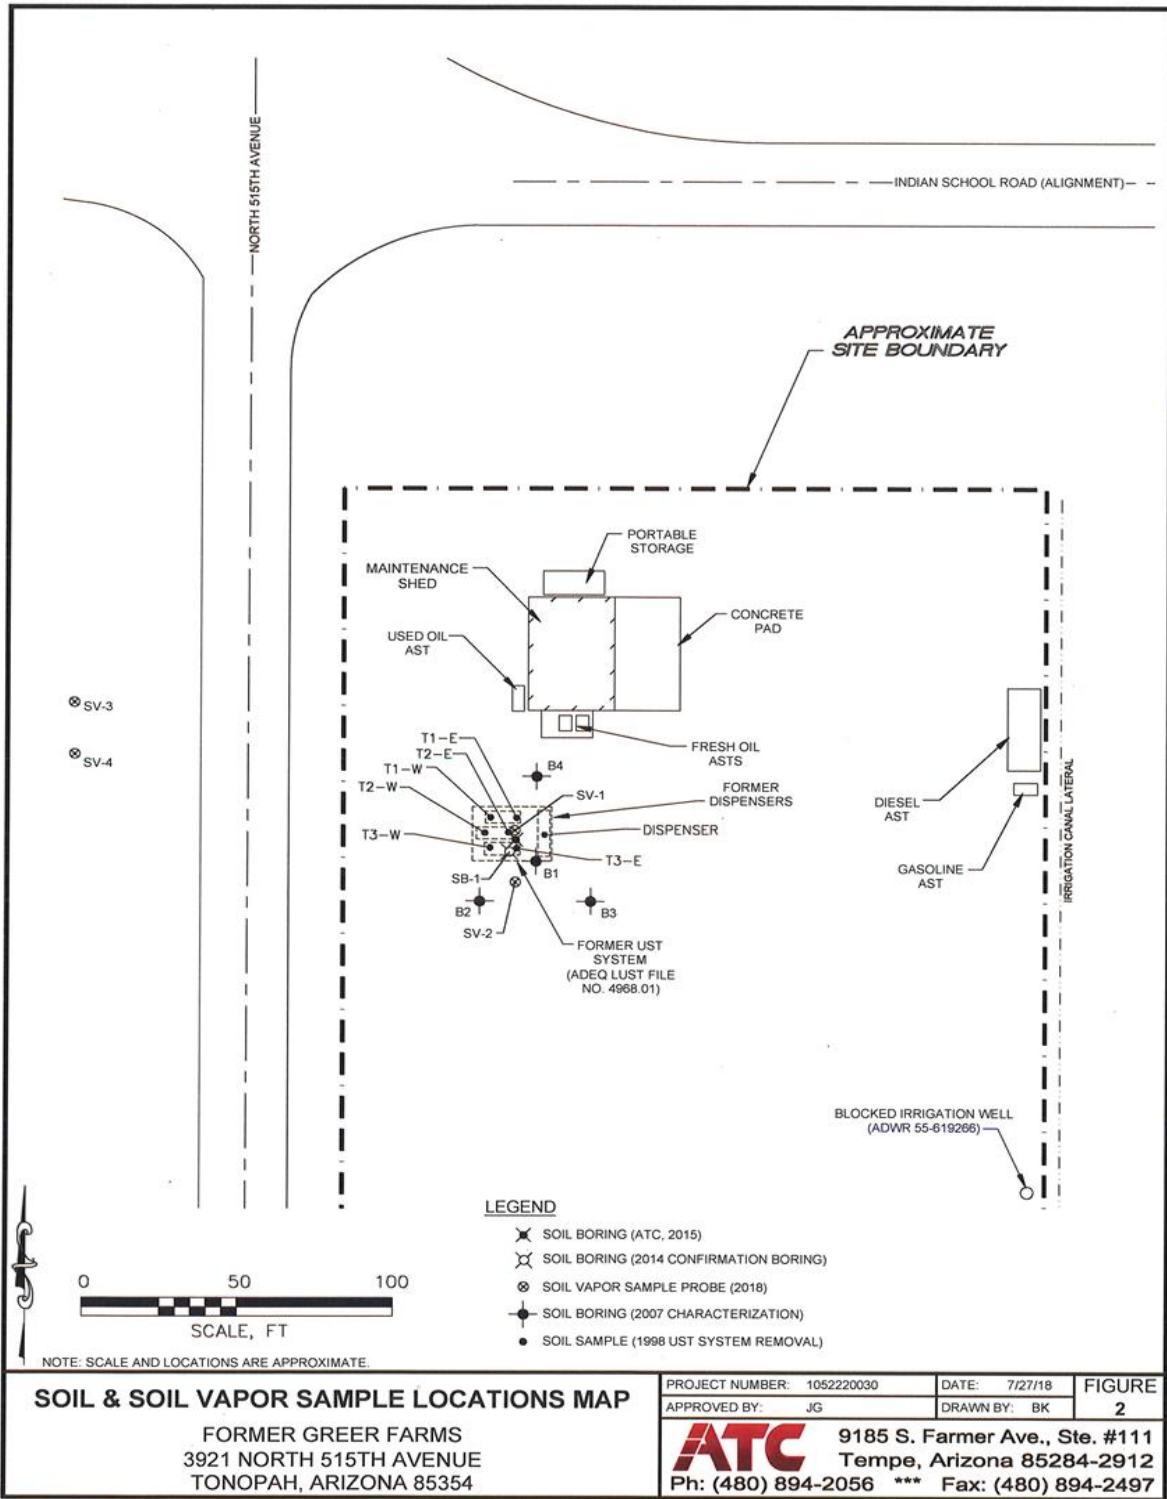 NORTH 515TH AVENUE
INDIAN SCHOOL ROAD (ALIGNMENT)
APPROXIMATE
SITE BOUNDARY
PORTABLE
STORAGE
MAINTENANCE
SHED
CONCRETE
PAD
USED OIL
AST
SV-3
SV-4
FRESH OIL
ASTS
T1-E
T2-E
T1-W
T2-W
T3-W
B4
SV-1
FORMER
DISPENSERS
DISPENSER
T3-E
SB-1
B1
B2
B3
SV-2
FORMER UST
SYSTEM
(ADEQ LUST FILE
NO. 4968.01)
DIESEL
AST
GASOLINE
AST
IRRIGATION CANAL LATERAL
BLOCKED IRRIGATION WELL
(ADWR 55-619266)
LEGEND
SOIL BORING (ATC, 2015)
SOIL BORING (2014 CONFIRMATION BORING)
SOIL VAPOR SAMPLE PROBE (2018)
SOIL BORING (2007 CHARACTERIZATION)
SOIL SAMPLE (1998 UST SYSTEM REMOVAL)
0 50 100
SCALE, FT
NOTE: SCALE AND LOCATIONS ARE APPROXIMATE.
SOIL & SOIL VAPOR SAMPLE LOCATIONS MAP
FORMER GREER FARMS
3921 NORTH 515TH AVENUE
TONOPAH, ARIZONA 85354
PROJECT NUMBER: 1052220030
DATE: 7/27/18
FIGURE
2
APPROVED BY: JG
DRAWN BY: BK
ATC
9185 S. Farmer Ave., Ste. #111
Tempe, Arizona 85284-2912
Ph: (480) 894-2056 *** Fax: (480) 894-2497